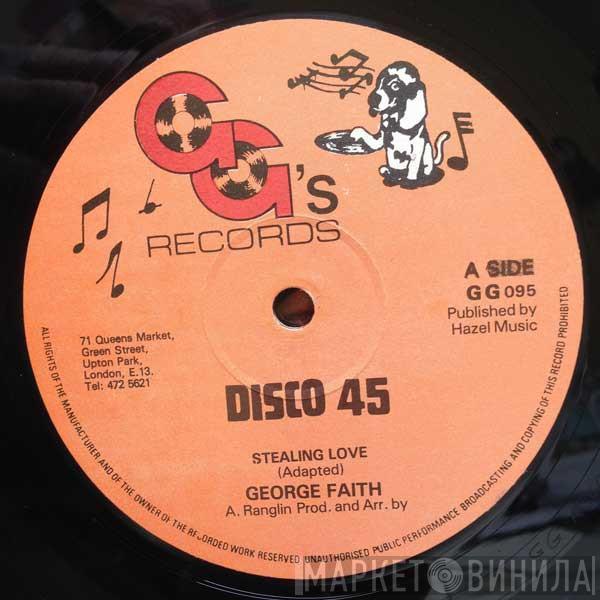 GG's
RECORDS
A SIDE
GG 095
Published by
Hazel Music
71 Queens Market,
Green Street,
Upton Park,
London, E.13.
Tel: 472 5621
DISCO 45
STEALING LOVE
(Adapted)
GEORGE FAITH
A. Ranglin Prod. and Arr. by
ALL RIGHTS OF THE MANUFACTURER AND OF THE OWNER OF THE RECORDED WORK RESERVED UNAUTHORISED PUBLIC PERFORMANCE BROADCASTING AND COPYING OF THIS RECORD PROHIBITED
GG
МАРКЕТ ВИНИЛА